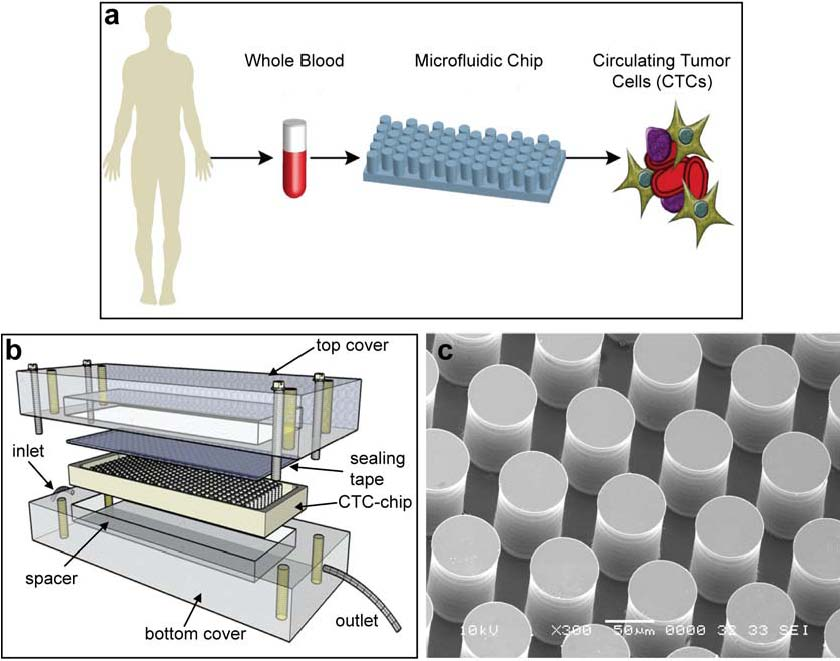 a
Whole Blood
Microfluidic Chip
Circulating Tumor
Cells (CTCs)
b
top cover
inlet
sealing
tape
CTC-chip
spacer
outlet
bottom cover
c
10kV X300 50μm 0000 32 33 SEI